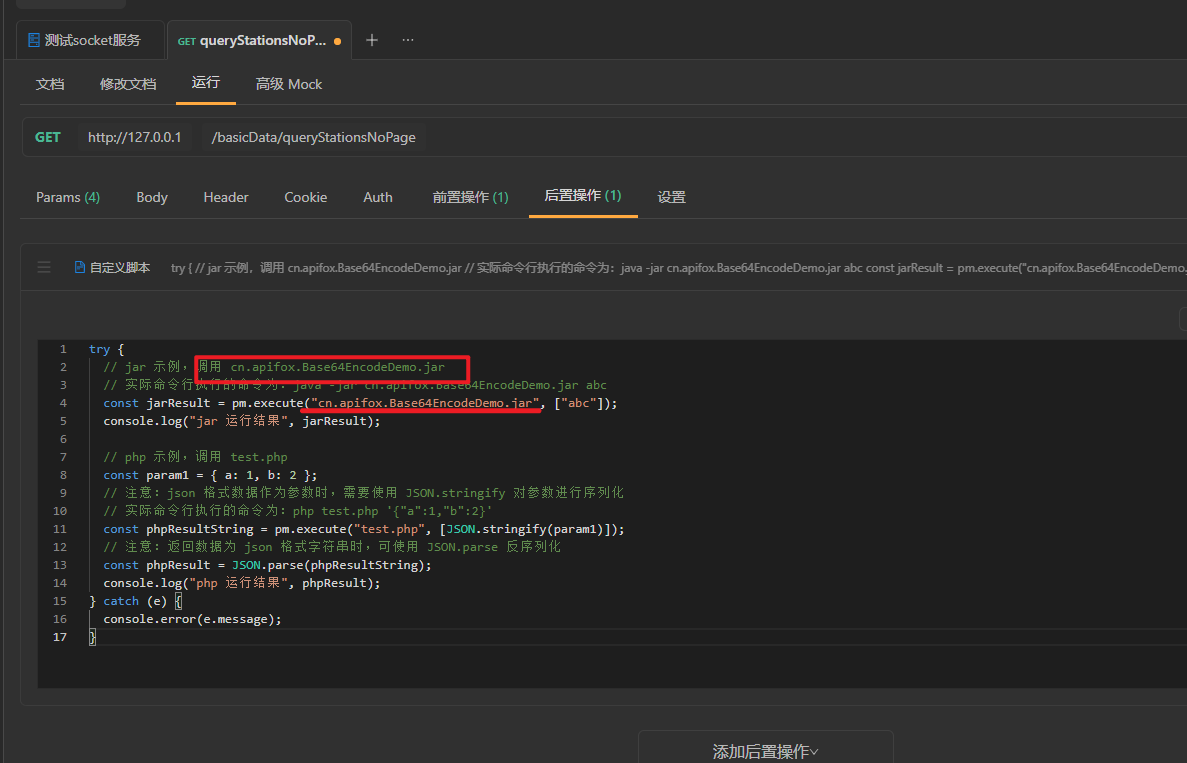 测试socket服务
GET queryStationsNoP...
文档 修改文档 运行 高级 Mock
GET http://127.0.0.1 /basicData/queryStationsNoPage
Params (4) Body Header Cookie Auth 前置操作 (1) 后置操作 (1) 设置
自定义脚本 try { // jar 示例，调用 cn.apifox.Base64EncodeDemo.jar // 实际命令行执行的命令为：java -jar cn.apifox.Base64EncodeDemo.jar abc const jarResult = pm.execute("cn.apifox.Base64EncodeDemo.
1 try {
2 // jar 示例，调用 cn.apifox.Base64EncodeDemo.jar
3 // 实际命令行执行的命令为：java -jar cn.apifox.Base64EncodeDemo.jar abc
4 const jarResult = pm.execute("cn.apifox.Base64EncodeDemo.jar", ["abc"]);
5 console.log("jar 运行结果", jarResult);
6
7 // php 示例，调用 test.php
8 const param1 = { a: 1, b: 2 };
9 // 注意：json 格式数据作为参数时，需要使用 JSON.stringify 对参数进行序列化
10 // 实际命令行执行的命令为：php test.php '{"a":1,"b":2}'
11 const phpResultString = pm.execute("test.php", [JSON.stringify(param1)]);
12 // 注意：返回数据为 json 格式字符串时，可使用 JSON.parse 反序列化
13 const phpResult = JSON.parse(phpResultString);
14 console.log("php 运行结果", phpResult);
15 } catch (e) {
16 console.error(e.message);
17 }
添加后置操作